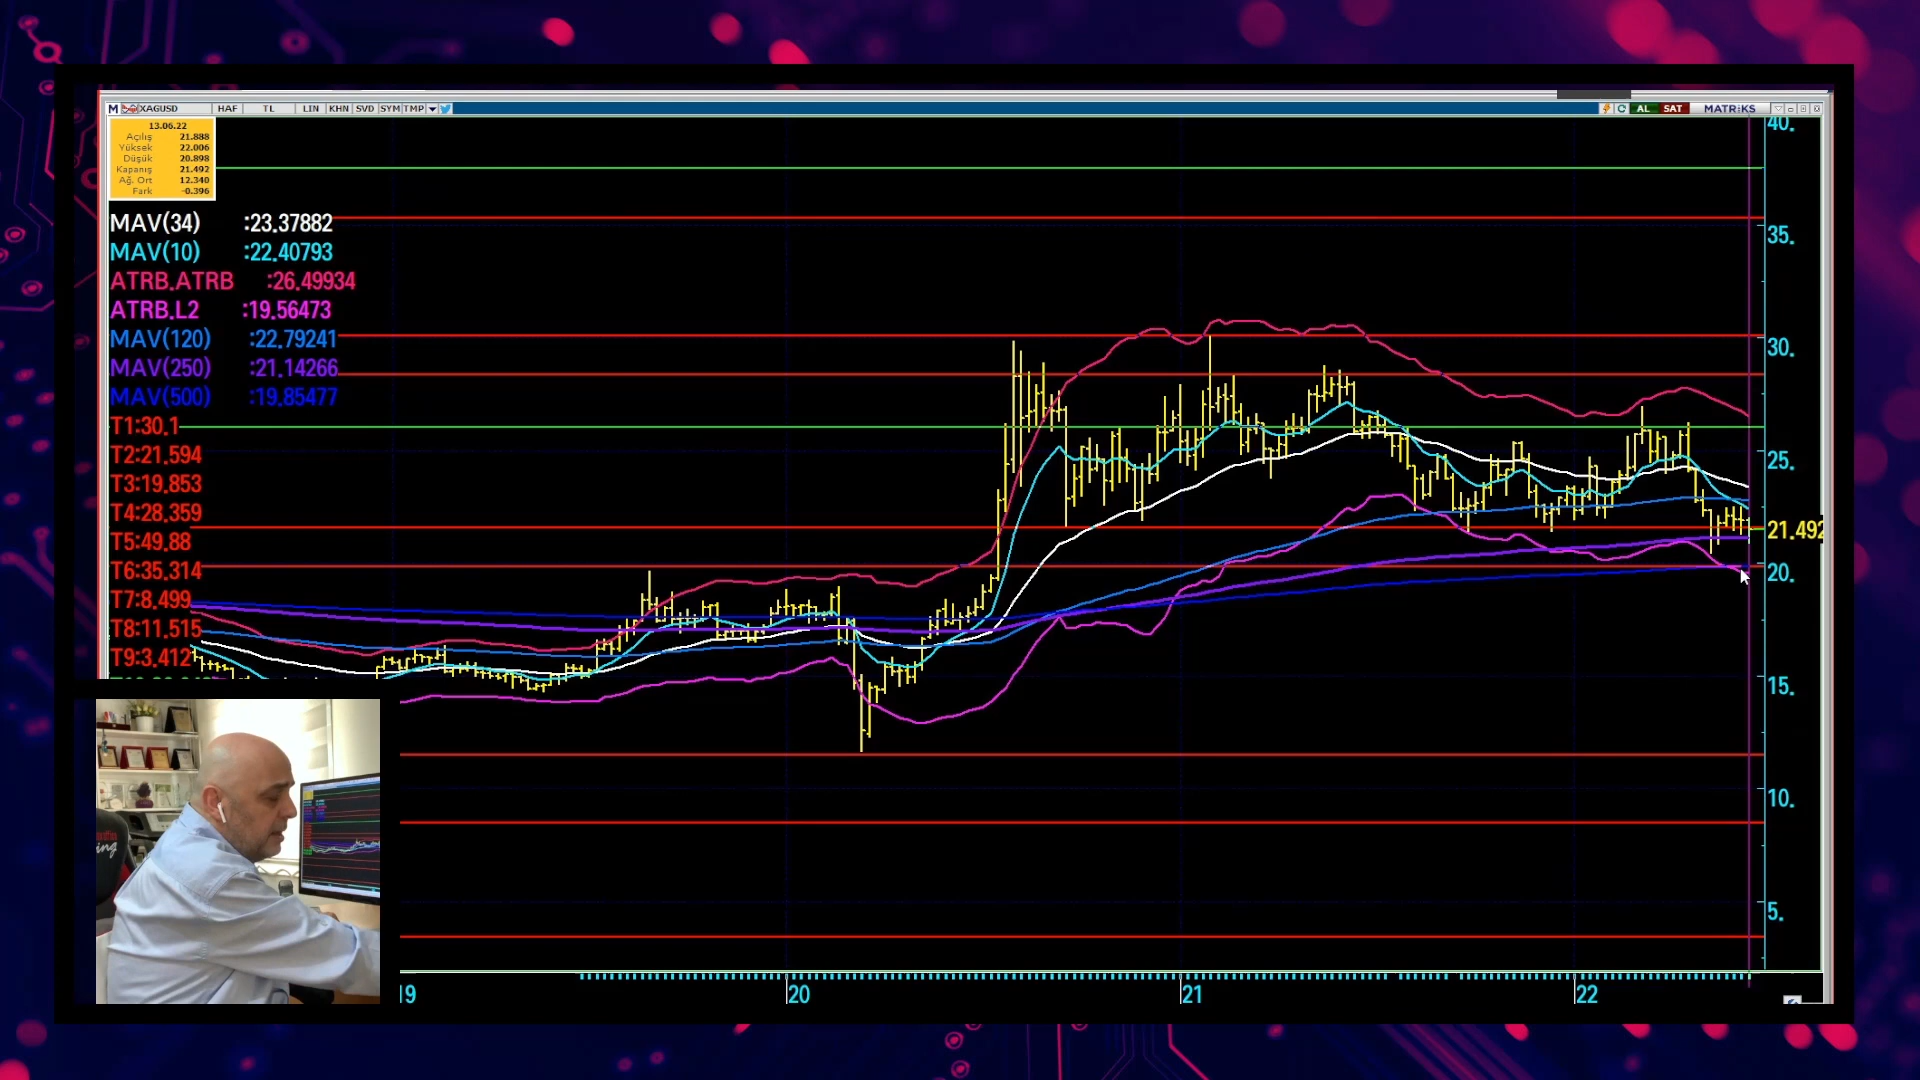 M XAGUSD HAF TL LIN KHN SVD SYM TMP AL SAT MATRIKS
13.06.22
Açılış 21.888
Yüksek 22.006
Düşük 20.898
Kapanış 21.492
Ağ. Ort 12.340
Fark -0.396
MAV(34) :23.37882
MAV(10) :22.40793
ATRB.ATRB :26.49934
ATRB.L2 :19.56473
MAV(120) :22.79241
MAV(250) :21.14266
MAV(500) :19.85477
T1:30.1
T2:21.594
T3:19.853
T4:28.359
T5:49.88
T6:35.314
T7:8.499
T8:11.515
T9:3.412
40.
35.
30.
25.
21.492
20.
15.
10.
5.
19 20 21 22